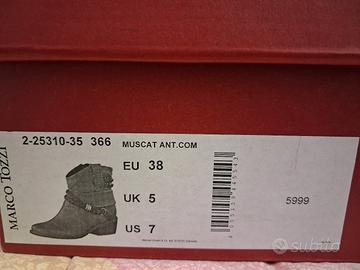 2-25310-35 366 MUSCAT ANT.COM
MARCO TOZZI
EU 38
UK 5
US 7
5999
subito